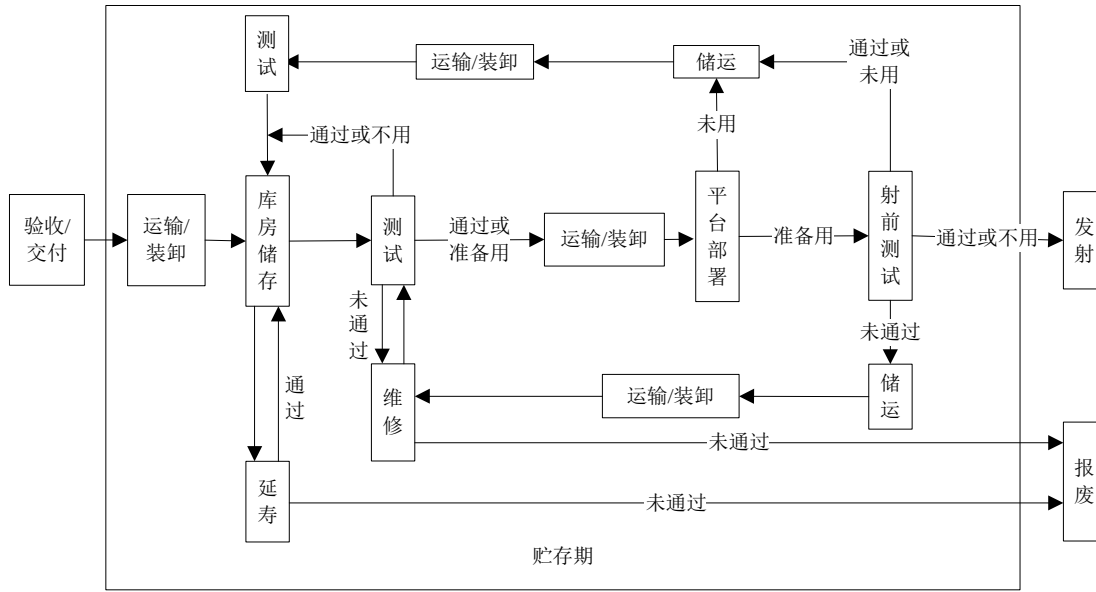 测
试
运输/装卸
储运
通过或
未用
通过或不用
未用
验收/
交付
运输/
装卸
库
房
储
存
测
试
通过或
准备用
运输/装卸
平
台
部
署
准备用
射
前
测
试
通过或不用
发
射
未
通
过
未通过
通
过
维
修
运输/装卸
储
运
未通过
报
废
延
寿
未通过
贮存期